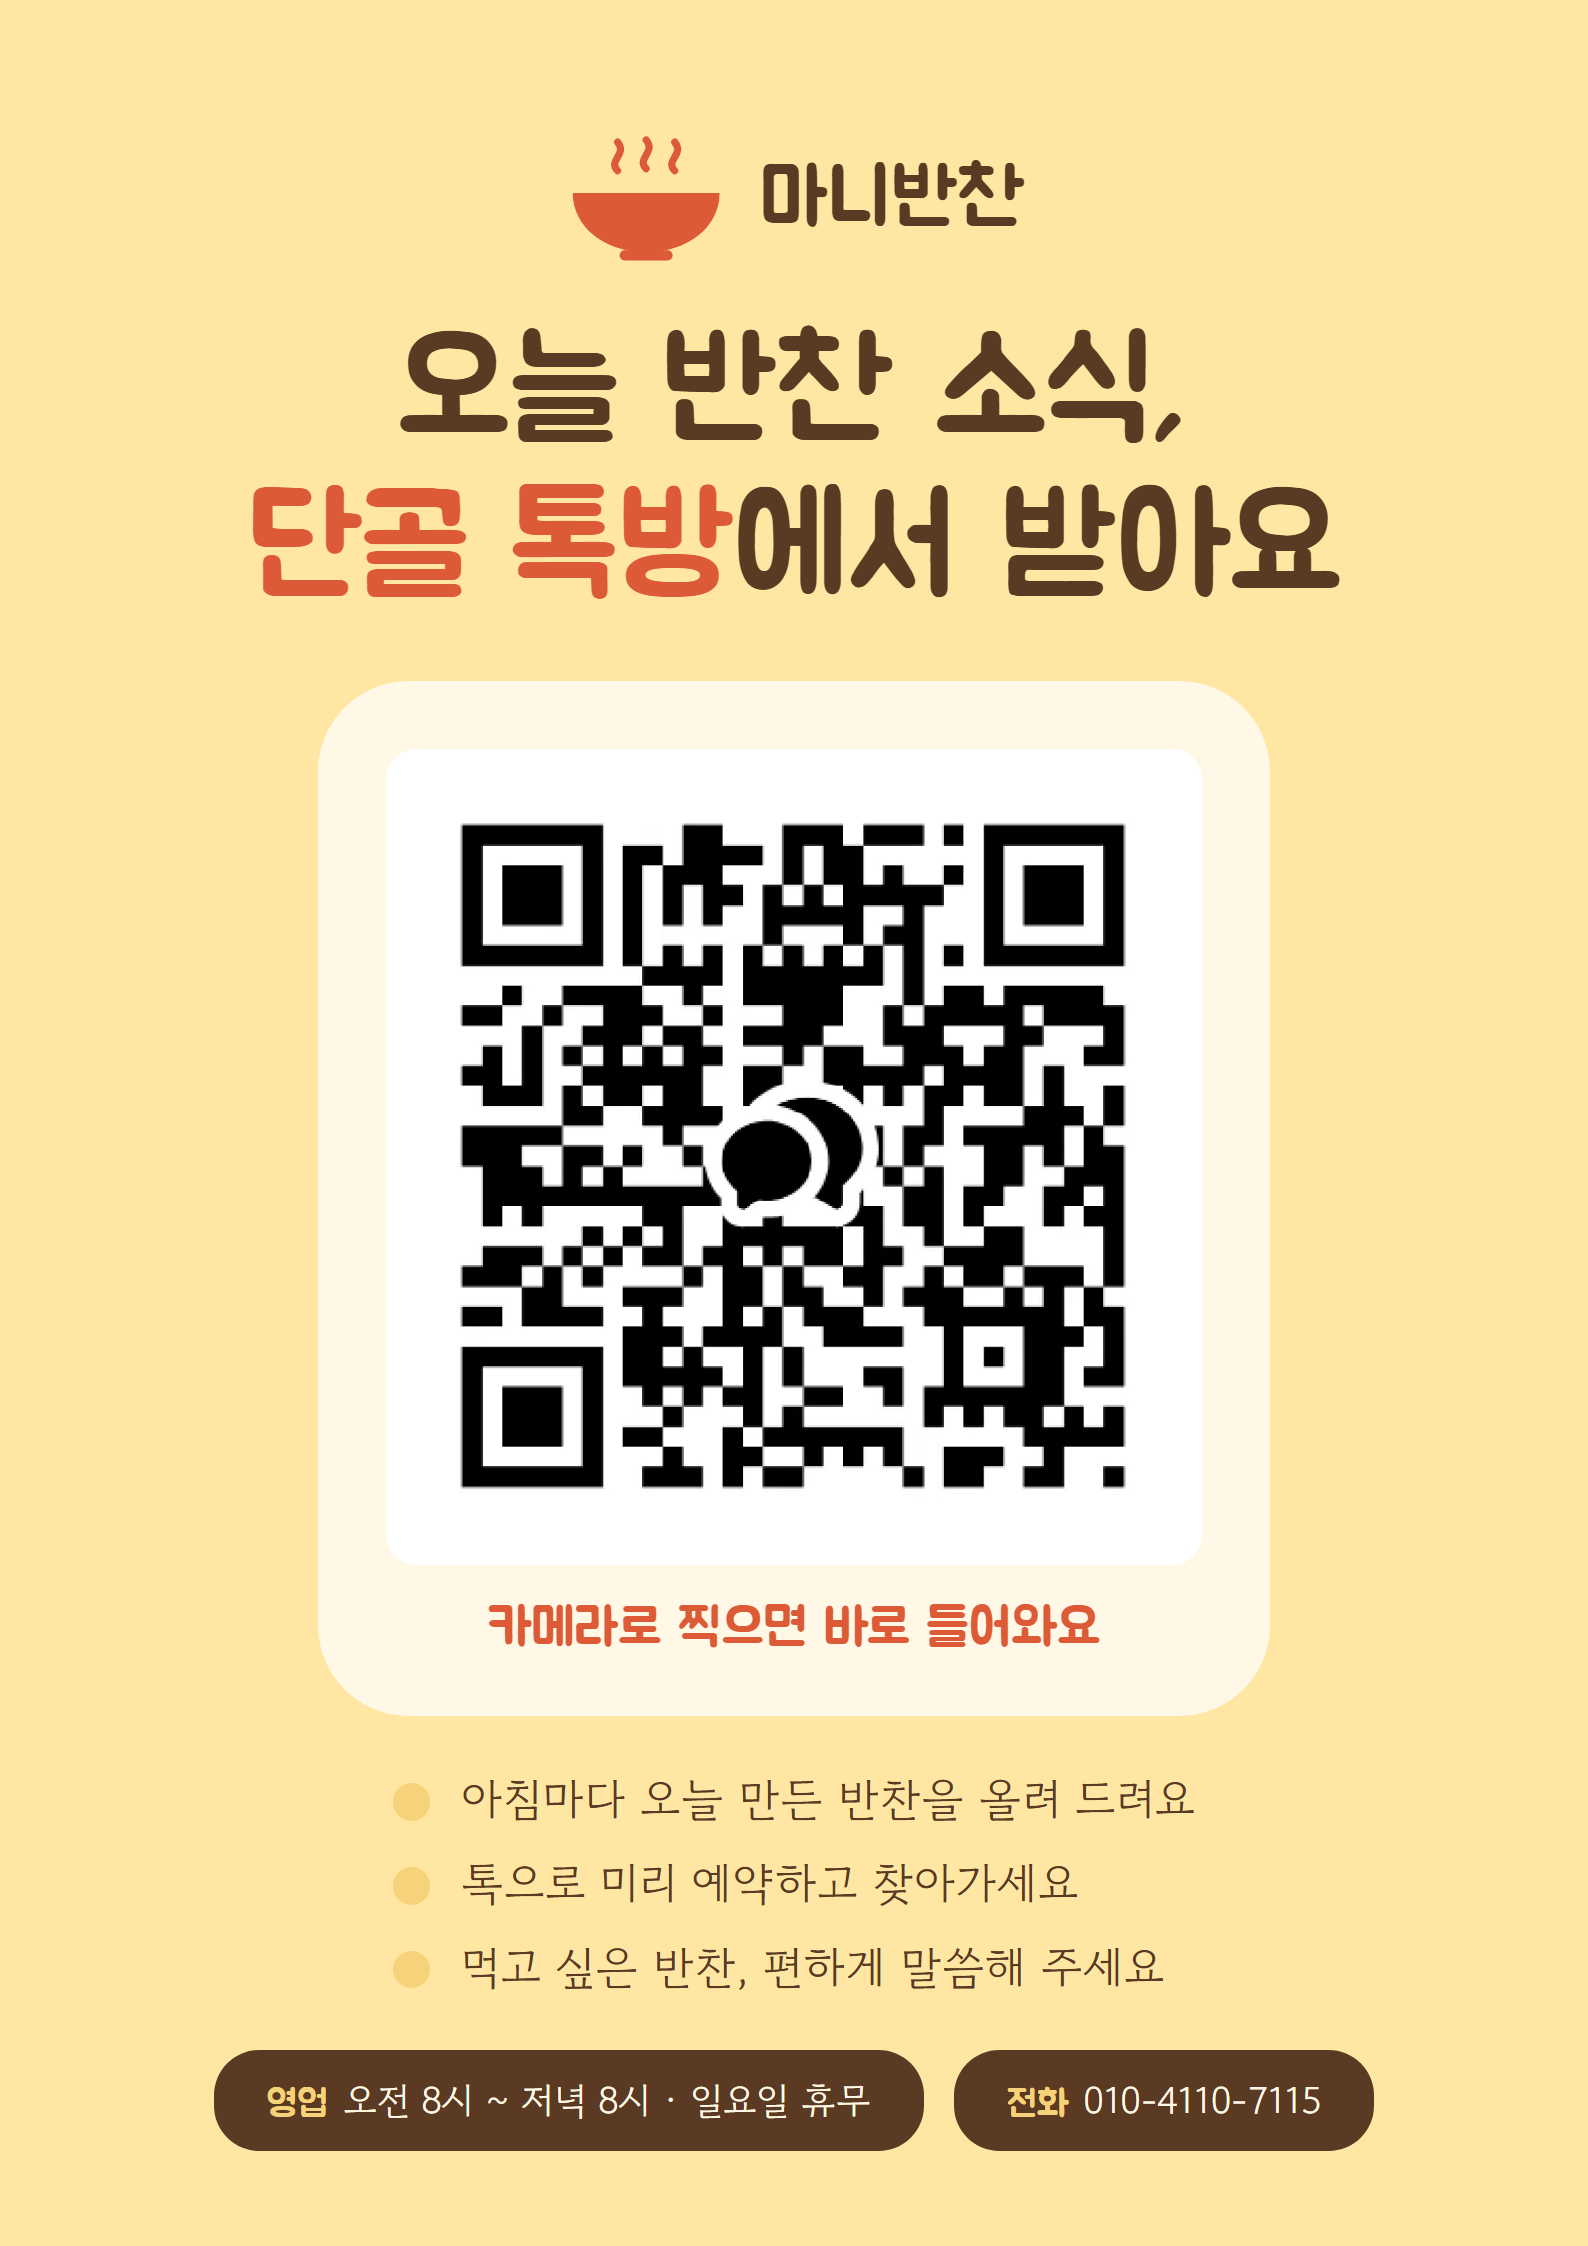 마니반찬
오늘 반찬 소식,
단골 톡방에서 받아요
카메라로 찍으면 바로 들어와요
아침마다 오늘 만든 반찬을 올려 드려요
톡으로 미리 예약하고 찾아가세요
먹고 싶은 반찬, 편하게 말씀해 주세요
영업 오전 8시 ~ 저녁 8시 · 일요일 휴무
전화 010-4110-7115